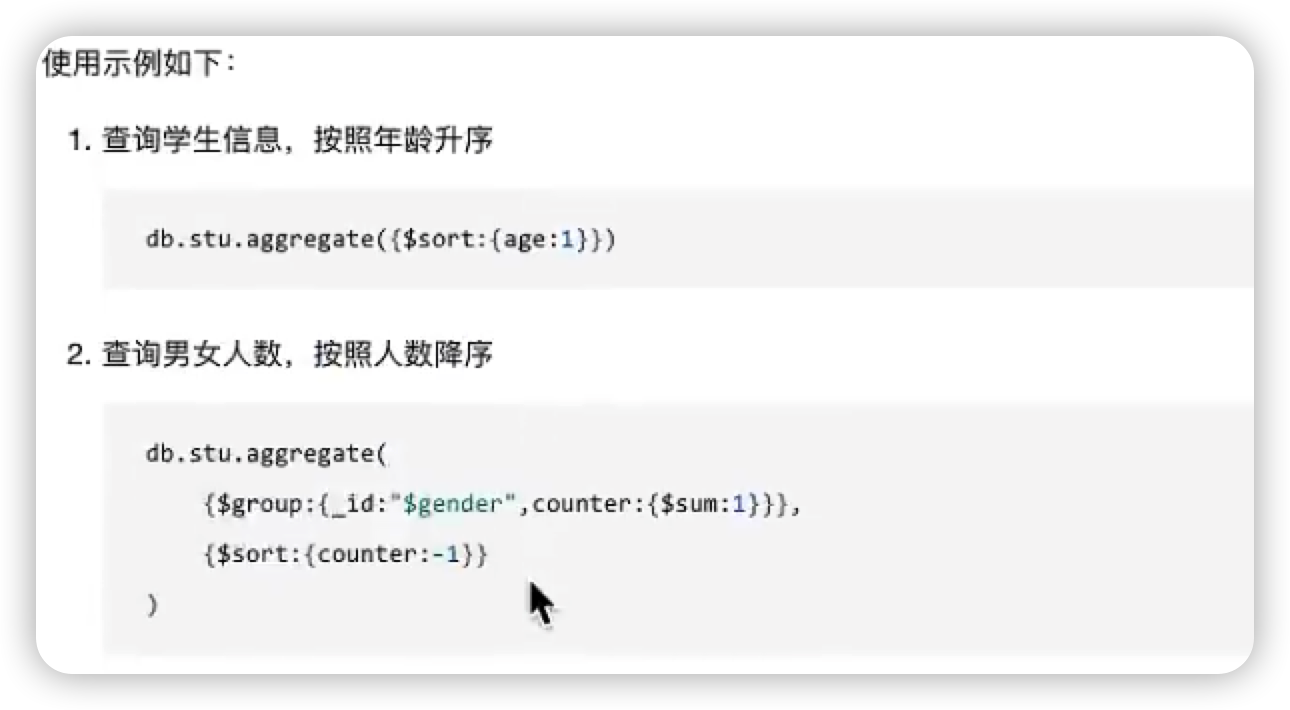 使用示例如下：
1. 查询学生信息，按照年龄升序
db.stu.aggregate({$sort:{age:1}})
2. 查询男女人数，按照人数降序
db.stu.aggregate(
{$group:{_id:"$gender",counter:{$sum:1}}},
{$sort:{counter:-1}}
)